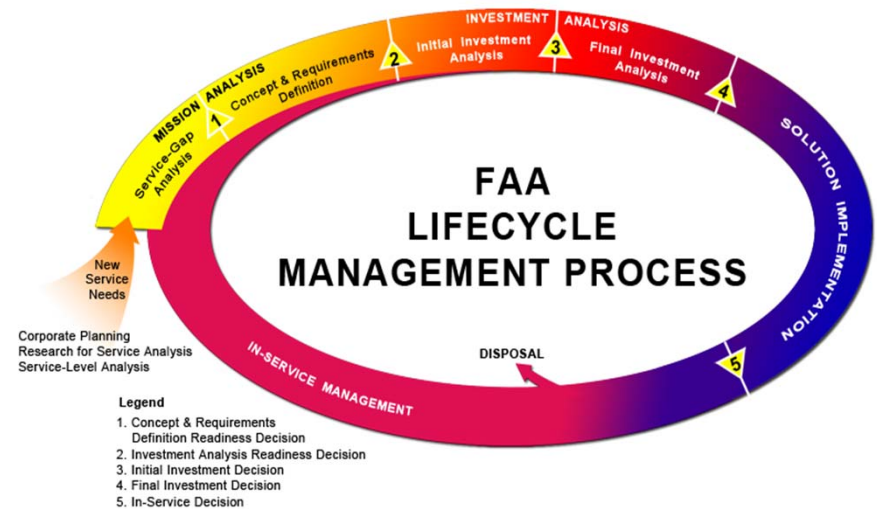 INVESTMENT ANALYSIS
Initial Investment
Analysis
Final Investment
Analysis
MISSION ANALYSIS
Concept & Requirements
Definition
Service-Gap
Analysis
1
2
3
4
5
SOLUTION IMPLEMENTATION
FAA
LIFECYCLE
MANAGEMENT PROCESS
New
Service
Needs
Corporate Planning
Research for Service Analysis
Service-Level Analysis
DISPOSAL
IN-SERVICE MANAGEMENT
Legend
1. Concept & Requirements
Definition Readiness Decision
2. Investment Analysis Readiness Decision
3. Initial Investment Decision
4. Final Investment Decision
5. In-Service Decision